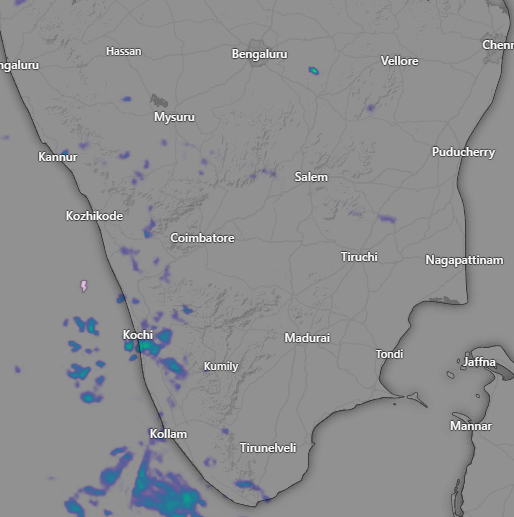 Hassan
Bengaluru
Chenn
ngaluru
Vellore
Mysuru
Kannur
Puducherry
Salem
Kozhikode
Coimbatore
Tiruchi
Nagapattinam
Kochi
Madurai
Tondi
Kumily
Jaffna
Mannar
Kollam
Tirunelveli